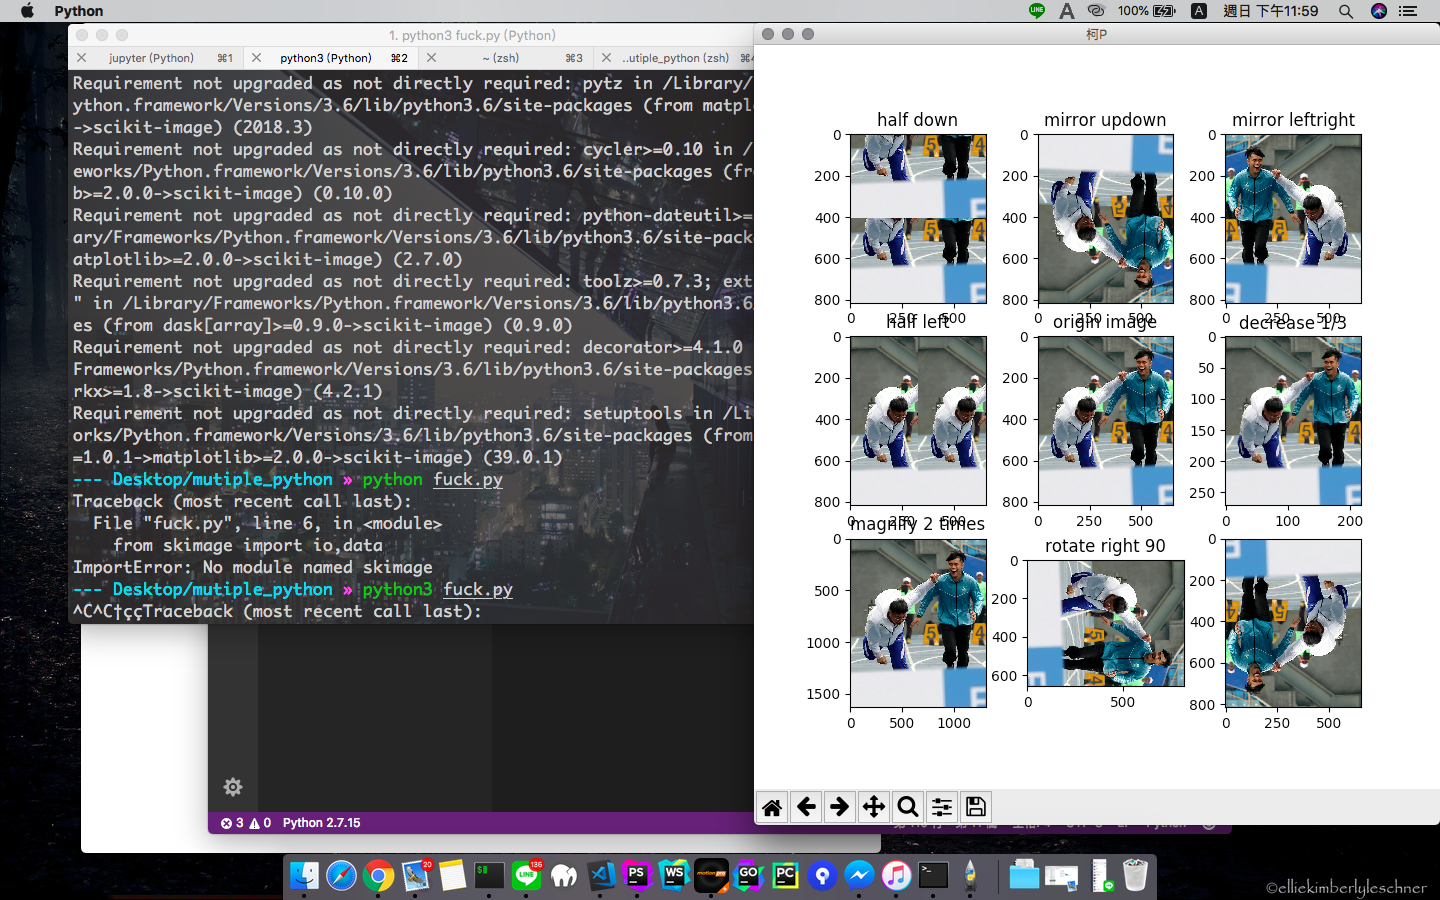 Python
100%
A
週日 下午11:59
1. python3 fuck.py (Python)
jupyter (Python) ⌘1
python3 (Python) ⌘2
~ (zsh) ⌘3
..utiple_python (zsh)
Requirement not upgraded as not directly required: pytz in /Library/
ython.framework/Versions/3.6/lib/python3.6/site-packages (from matpl
->scikit-image) (2018.3)
Requirement not upgraded as not directly required: cycler>=0.10 in /
eworks/Python.framework/Versions/3.6/lib/python3.6/site-packages (fr
b>=2.0.0->scikit-image) (0.10.0)
Requirement not upgraded as not directly required: python-dateutil>=
ary/Frameworks/Python.framework/Versions/3.6/lib/python3.6/site-pack
atplotlib>=2.0.0->scikit-image) (2.7.0)
Requirement not upgraded as not directly required: toolz>=0.7.3; ext
" in /Library/Frameworks/Python.framework/Versions/3.6/lib/python3.6
es (from dask[array]>=0.9.0->scikit-image) (0.9.0)
Requirement not upgraded as not directly required: decorator>=4.1.0
Frameworks/Python.framework/Versions/3.6/lib/python3.6/site-packages
rkx>=1.8->scikit-image) (4.2.1)
Requirement not upgraded as not directly required: setuptools in /Li
orks/Python.framework/Versions/3.6/lib/python3.6/site-packages (from
=1.0.1->matplotlib>=2.0.0->scikit-image) (39.0.1)
--- Desktop/mutiple_python » python fuck.py
Traceback (most recent call last):
File "fuck.py", line 6, in <module>
from skimage import io,data
ImportError: No module named skimage
--- Desktop/mutiple_python » python3 fuck.py
^C^C†ççTraceback (most recent call last):
3 0 Python 2.7.15
柯P
half down
mirror updown
mirror leftright
0 200 400 600 800
0 250 500
0 200 400 600 800
0 250 500
0 200 400 600 800
0 250 500
half left
origin image
decrease 1/3
0 200 400 600 800
0 250 500
0 200 400 600 800
0 250 500
0 50 100 150 200 250
0 100 200
magnify 2 times
rotate right 90
0 500 1000 1500
0 500 1000
0 200 400 600
0 500
0 200 400 600 800
0 250 500
20
136
LINE
PS
WS
motion pro
GO
PC
©elliekimberlyleschner